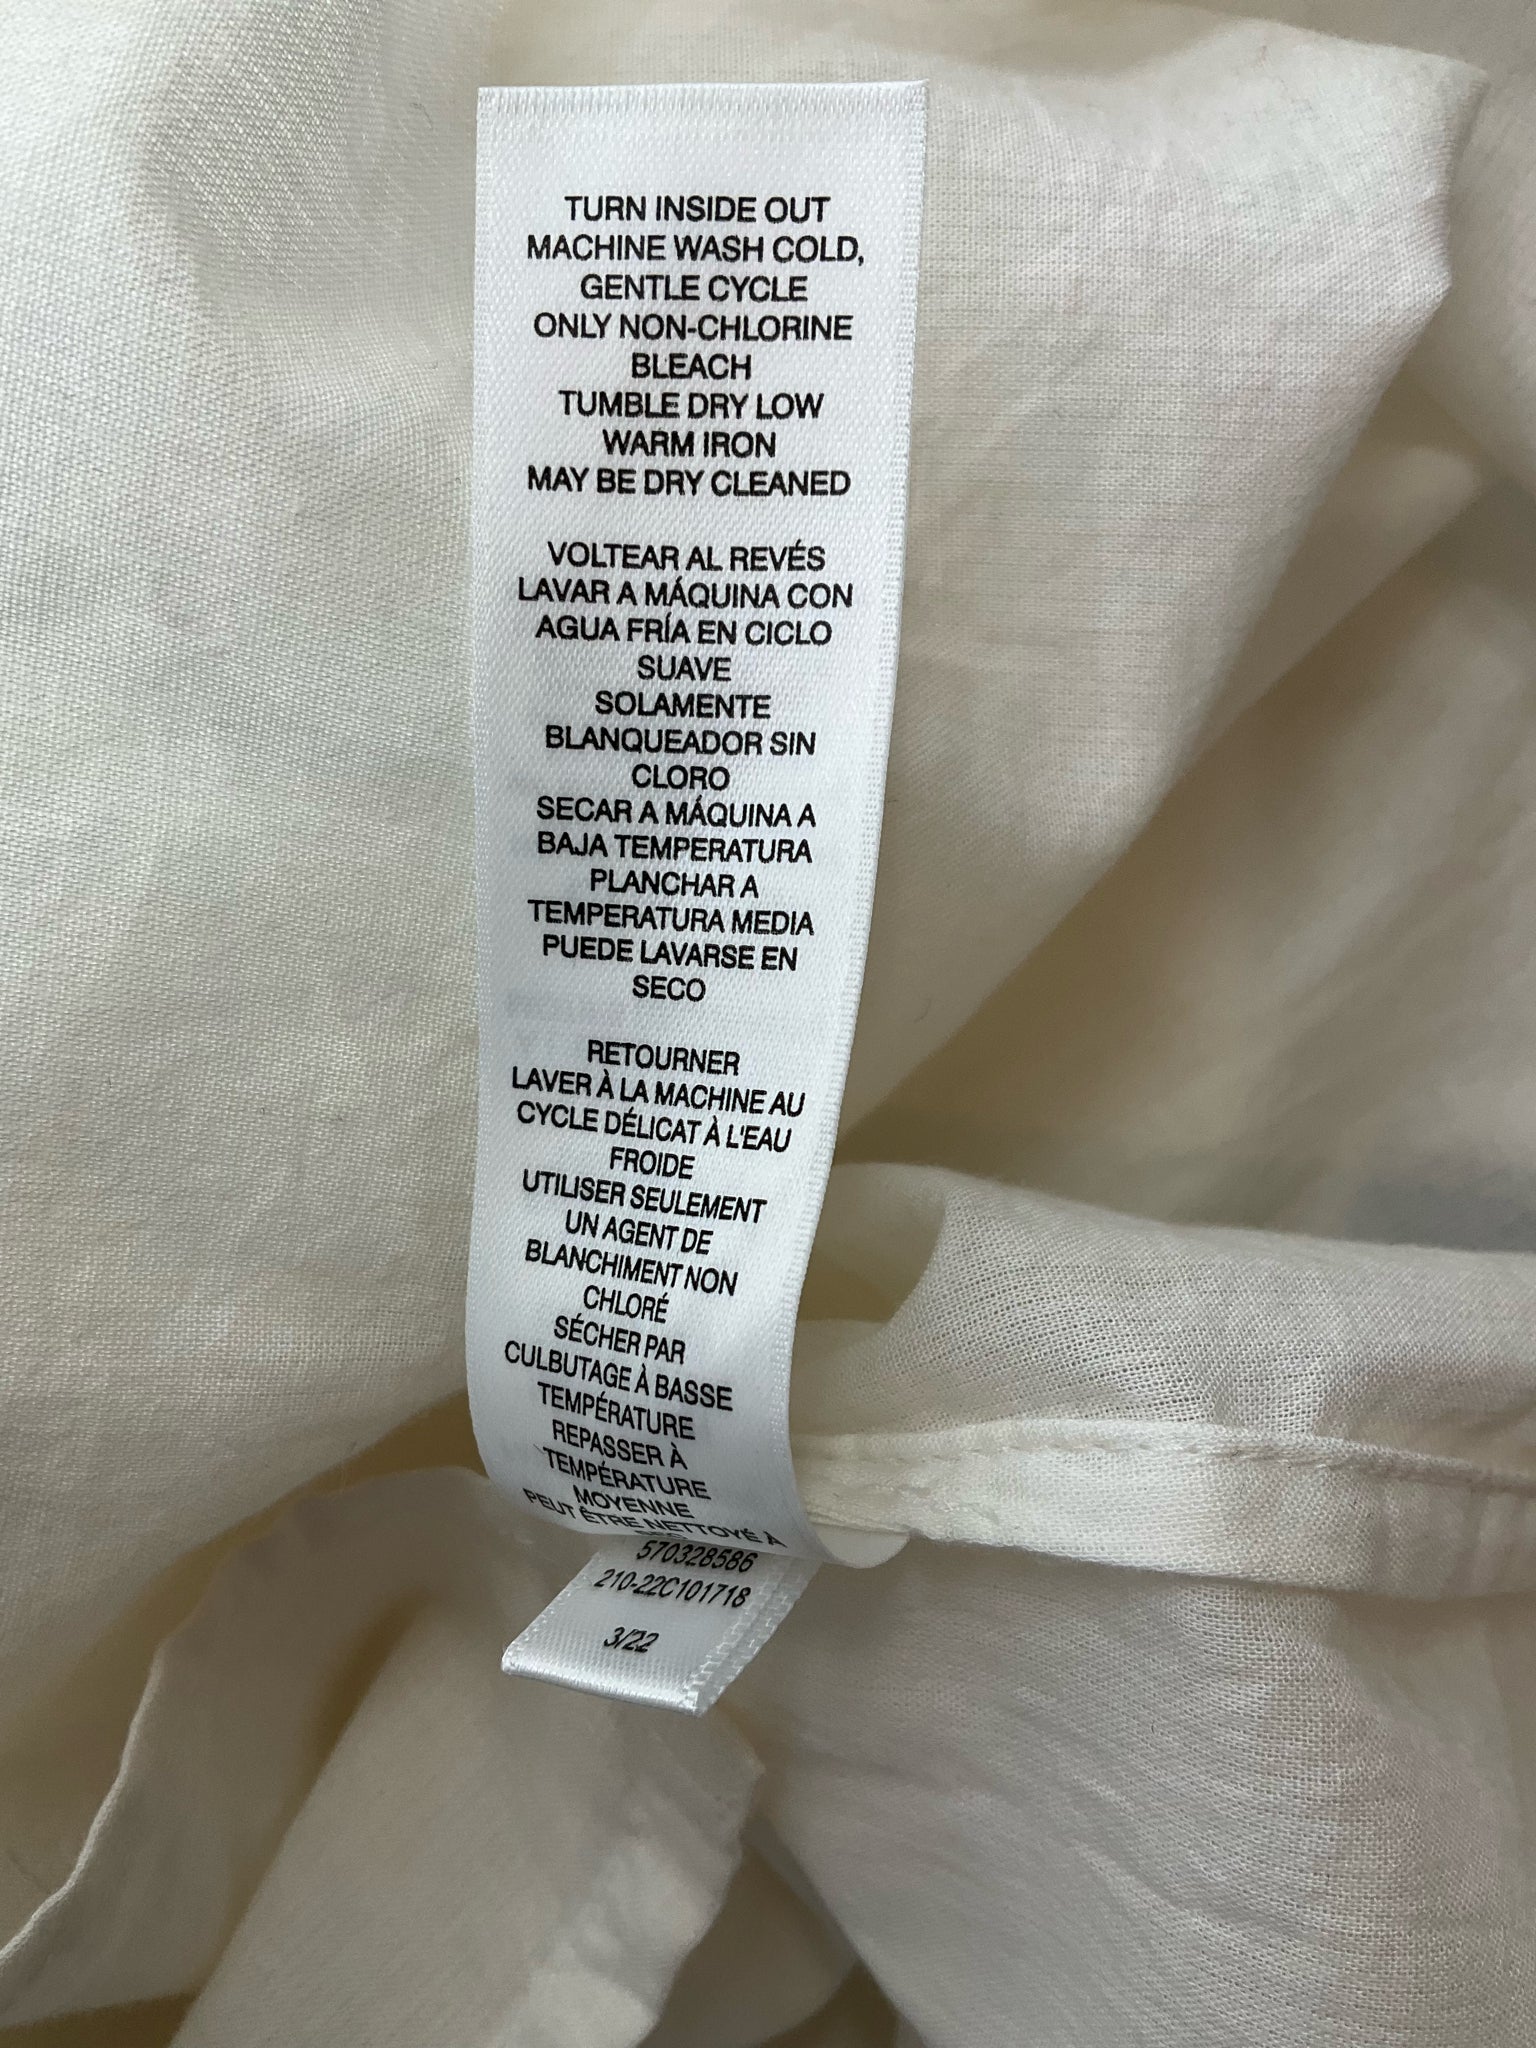 TURN INSIDE OUT
MACHINE WASH COLD,
GENTLE CYCLE
ONLY NON-CHLORINE
BLEACH
TUMBLE DRY LOW
WARM IRON
MAY BE DRY CLEANED
VOLTEAR AL REVÉS
LAVAR A MÁQUINA CON
AGUA FRÍA EN CICLO
SUAVE
SOLAMENTE
BLANQUEADOR SIN
CLORO
SECAR A MÁQUINA A
BAJA TEMPERATURA
PLANCHAR A
TEMPERATURA MEDIA
PUEDE LAVARSE EN
SECO
RETOURNER
LAVER À LA MACHINE AU
CYCLE DÉLICAT À L'EAU
FROIDE
UTILISER SEULEMENT
UN AGENT DE
BLANCHIMENT NON
CHLORÉ
SÉCHER PAR
CULBUTAGE À BASSE
TEMPÉRATURE
REPASSER À
TEMPÉRATURE
MOYENNE
PEUT ÊTRE NETTOYÉ À
570328586
210-22C101718
3/22